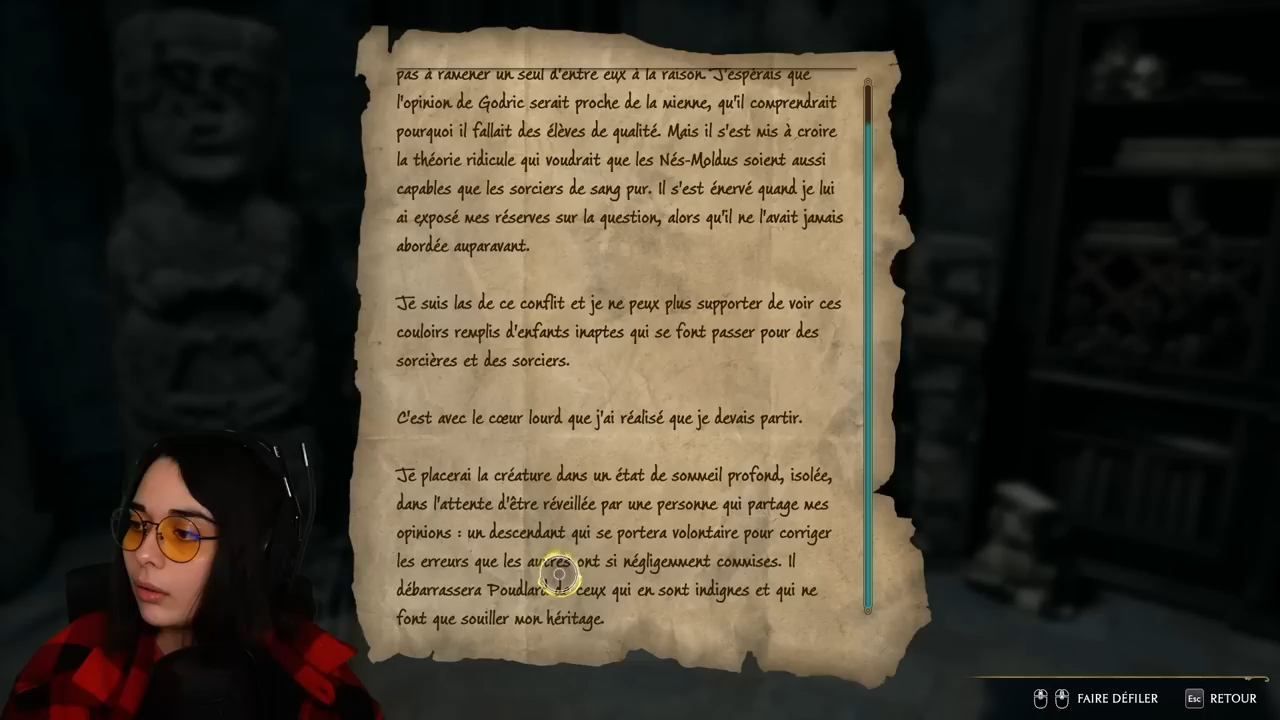 pas à ramener un seul d'entre eux à la raison J'espérais que
l'opinion de Godric serait proche de la mienne, qu'il comprendrait
pourquoi il fallait des élèves de qualité. Mais il s'est mis à croire
la théorie ridicule qui voudrait que les Nés-Moldus soient aussi
capables que les sorciers de sang pur. Il s'est énervé quand je lui
ai exposé mes réserves sur la question, alors qu'il ne l'avait jamais
abordée auparavant.
Je suis las de ce conflit et je ne peux plus supporter de voir ces
couloirs remplis d'enfants inaptes qui se font passer pour des
sorcières et des sorciers.
C'est avec le cœur lourd que j'ai réalisé que je devais partir.
Je placerai la créature dans un état de sommeil profond, isolée,
dans l'attente d'être réveillée par une personne qui partage mes
opinions : un descendant qui se portera volontaire pour corriger
les erreurs que les autres ont si négligemment commises. Il
débarrassera Poudlard ceux qui en sont indignes et qui ne
font que souiller mon héritage.
FAIRE DÉFILER
Esc RETOUR